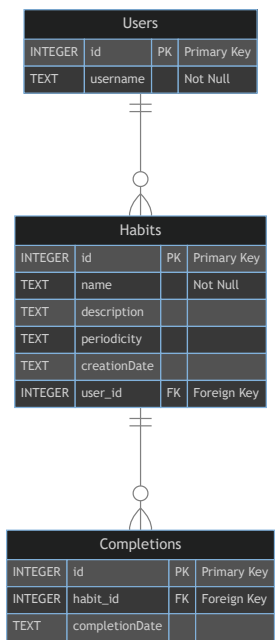 Users
INTEGER id PK Primary Key
TEXT username Not Null
Habits
INTEGER id PK Primary Key
TEXT name Not Null
TEXT description
TEXT periodicity
TEXT creationDate
INTEGER user_id FK Foreign Key
Completions
INTEGER id PK Primary Key
INTEGER habit_id FK Foreign Key
TEXT completionDate